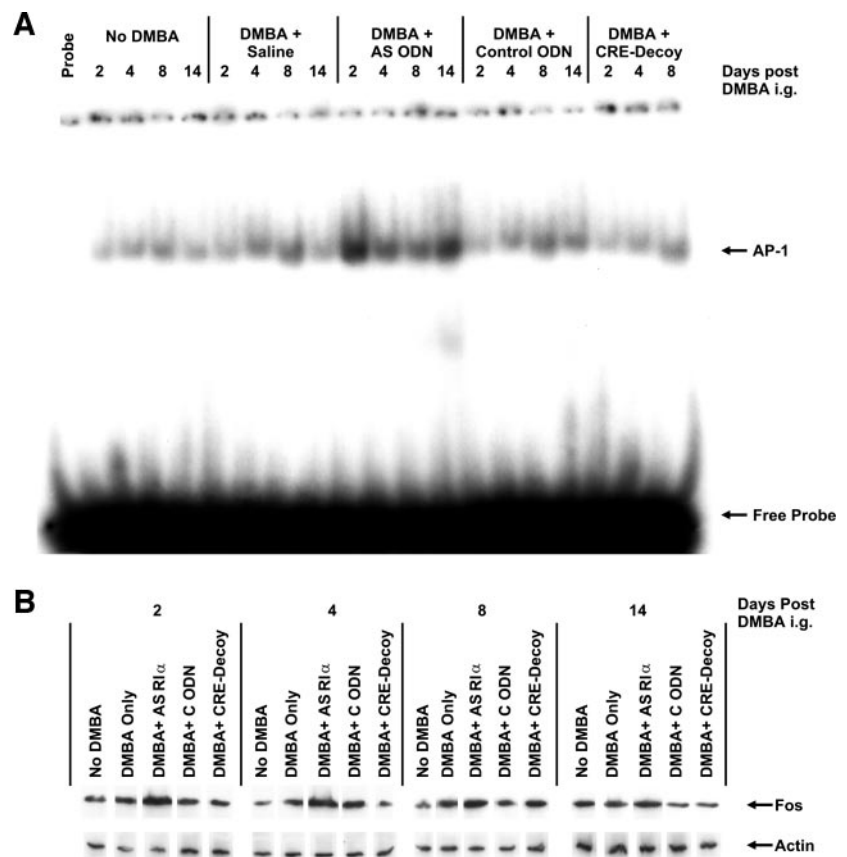 A
Probe
No DMBA
DMBA +
Saline
DMBA +
AS ODN
DMBA +
Control ODN
DMBA +
CRE-Decoy
2 4 8 14 2 4 8 14 2 4 8 14 2 4 8 14 2 4 8
Days post
DMBA i.g.
AP-1
Free Probe
B
2 4 8 14
Days Post
DMBA i.g.
No DMBA
DMBA Only
DMBA+ AS RIα
DMBA+ C ODN
DMBA+ CRE-Decoy
No DMBA
DMBA Only
DMBA+ AS RIα
DMBA+ C ODN
DMBA+ CRE-Decoy
No DMBA
DMBA Only
DMBA+ AS RIα
DMBA+ C ODN
DMBA+ CRE-Decoy
No DMBA
DMBA Only
DMBA+ AS RIα
DMBA+ C ODN
DMBA+ CRE-Decoy
Fos
Actin